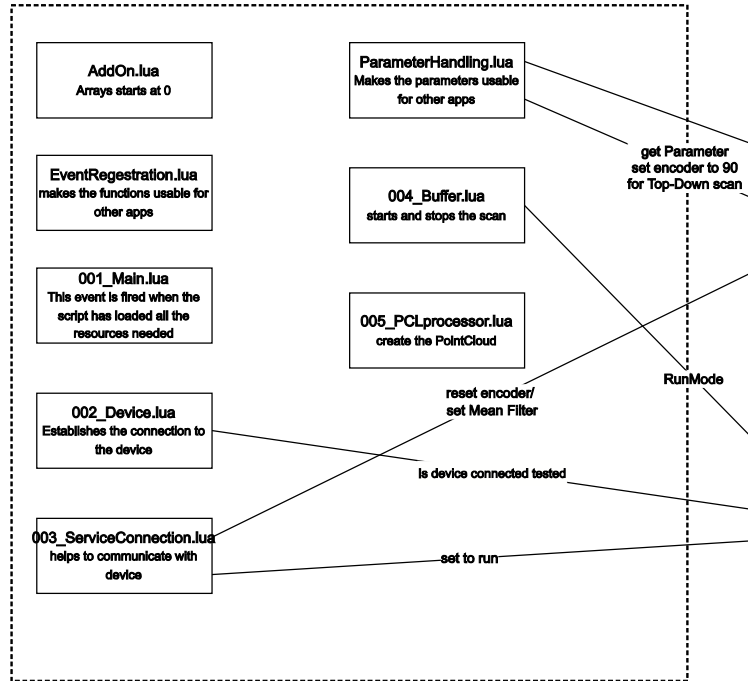 AddOn.lua
Arrays starts at 0
ParameterHandling.lua
Makes the parameters usable
for other apps
get Parameter
set encoder to 90
for Top-Down scan
EventRegestration.lua
makes the functions usable for
other apps
004_Buffer.lua
starts and stops the scan
001_Main.lua
This event is fired when the
script has loaded all the
resources needed
005_PCLprocessor.lua
create the PointCloud
RunMode
reset encoder/
set Mean Filter
002_Device.lua
Establishes the connection to
the device
is device connected tested
003_ServiceConnection.lua
helps to communicate with
device
set to run